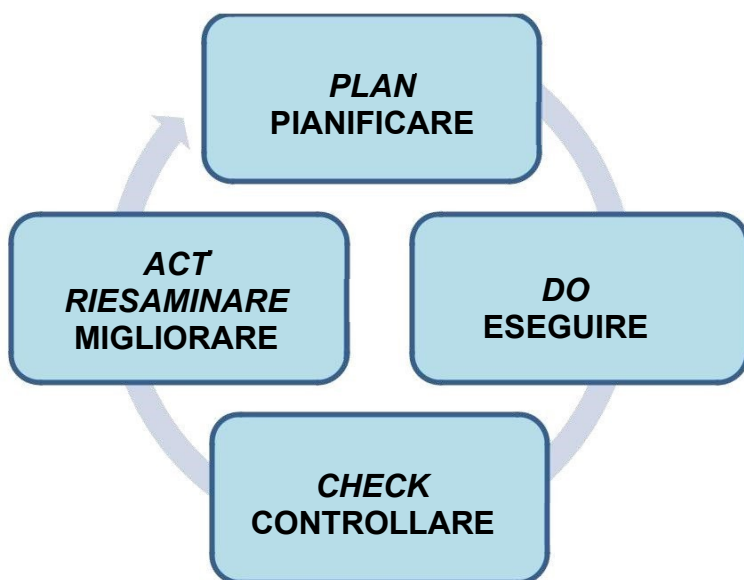 PLAN
PIANIFICARE
DO
ESEGUIRE
CHECK
CONTROLLARE
ACT
RIESAMINARE
MIGLIORARE